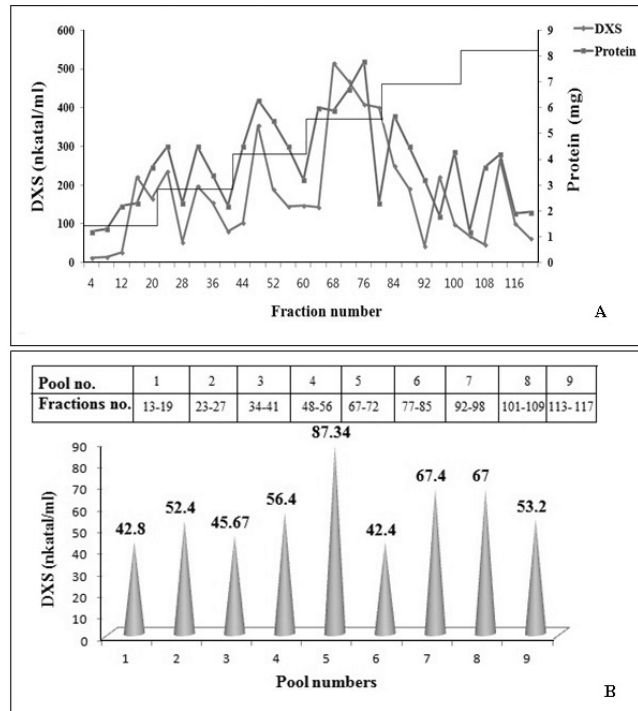 600
500
400
300
200
100
0
DXS (nkatal/ml)
DXS
Protein
9
8
7
6
5
4
3
2
1
0
Protein (mg)
4 12 20 28 36 44 52 60 68 76 84 92 100 108 116
Fraction number
A
Pool no. 1 2 3 4 5 6 7 8 9
Fractions no. 13-19 23-27 34-41 48-56 67-72 77-85 92-98 101-109 113-117
90
80
70
60
50
40
30
20
10
0
DXS (nkatal/ml)
42.8 52.4 45.67 56.4 87.34 42.4 67.4 67 53.2
1 2 3 4 5 6 7 8 9
Pool numbers
B